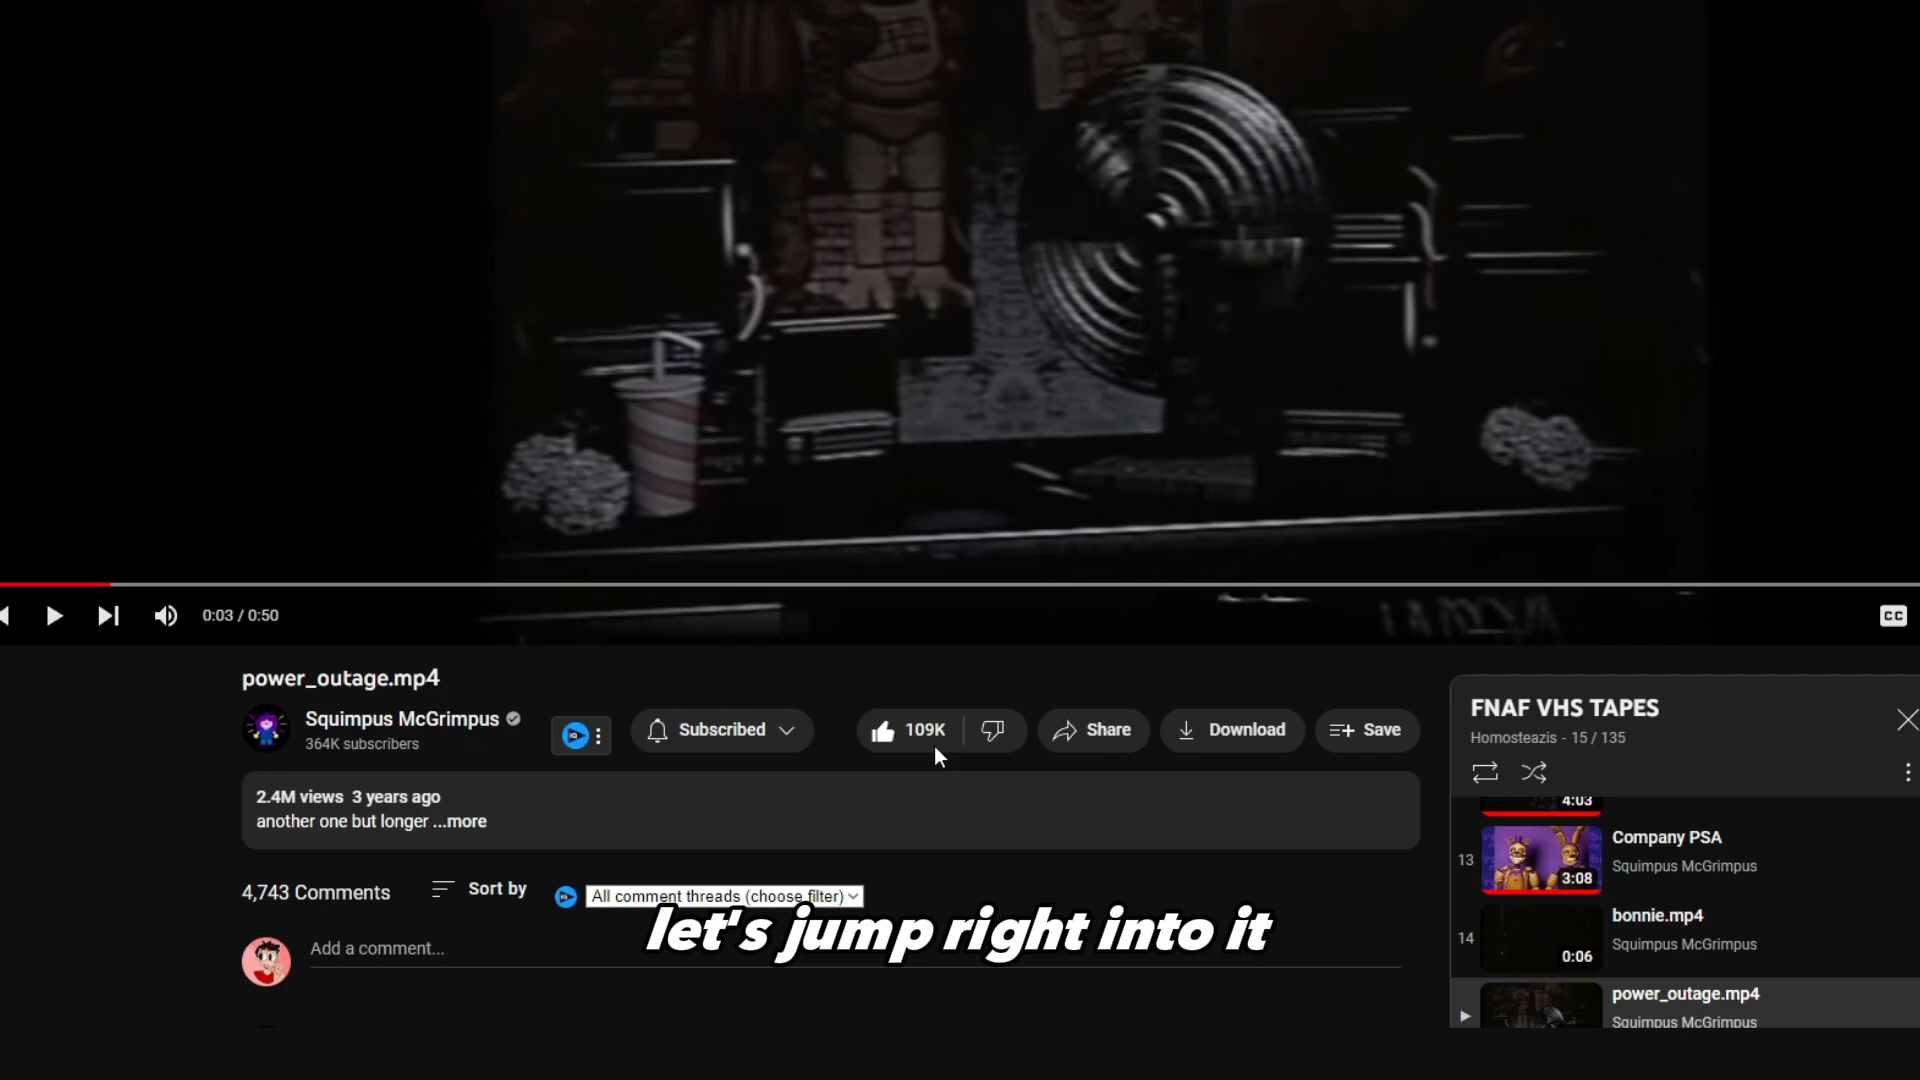 0:03 / 0:50
CC
power_outage.mp4
Squimpus McGrimpus
364K subscribers
IQ
Subscribed
109K
Share
Download
Save
2.4M views 3 years ago
another one but longer ...more
4,743 Comments
Sort by
IQ
All comment threads (choose filter)
let's jump right into it
Add a comment...
FNAF VHS TAPES
Homosteazis - 15 / 135
4:03
13
3:08
Company PSA
Squimpus McGrimpus
14
0:06
bonnie.mp4
Squimpus McGrimpus
power_outage.mp4
Squimpus McGrimpus